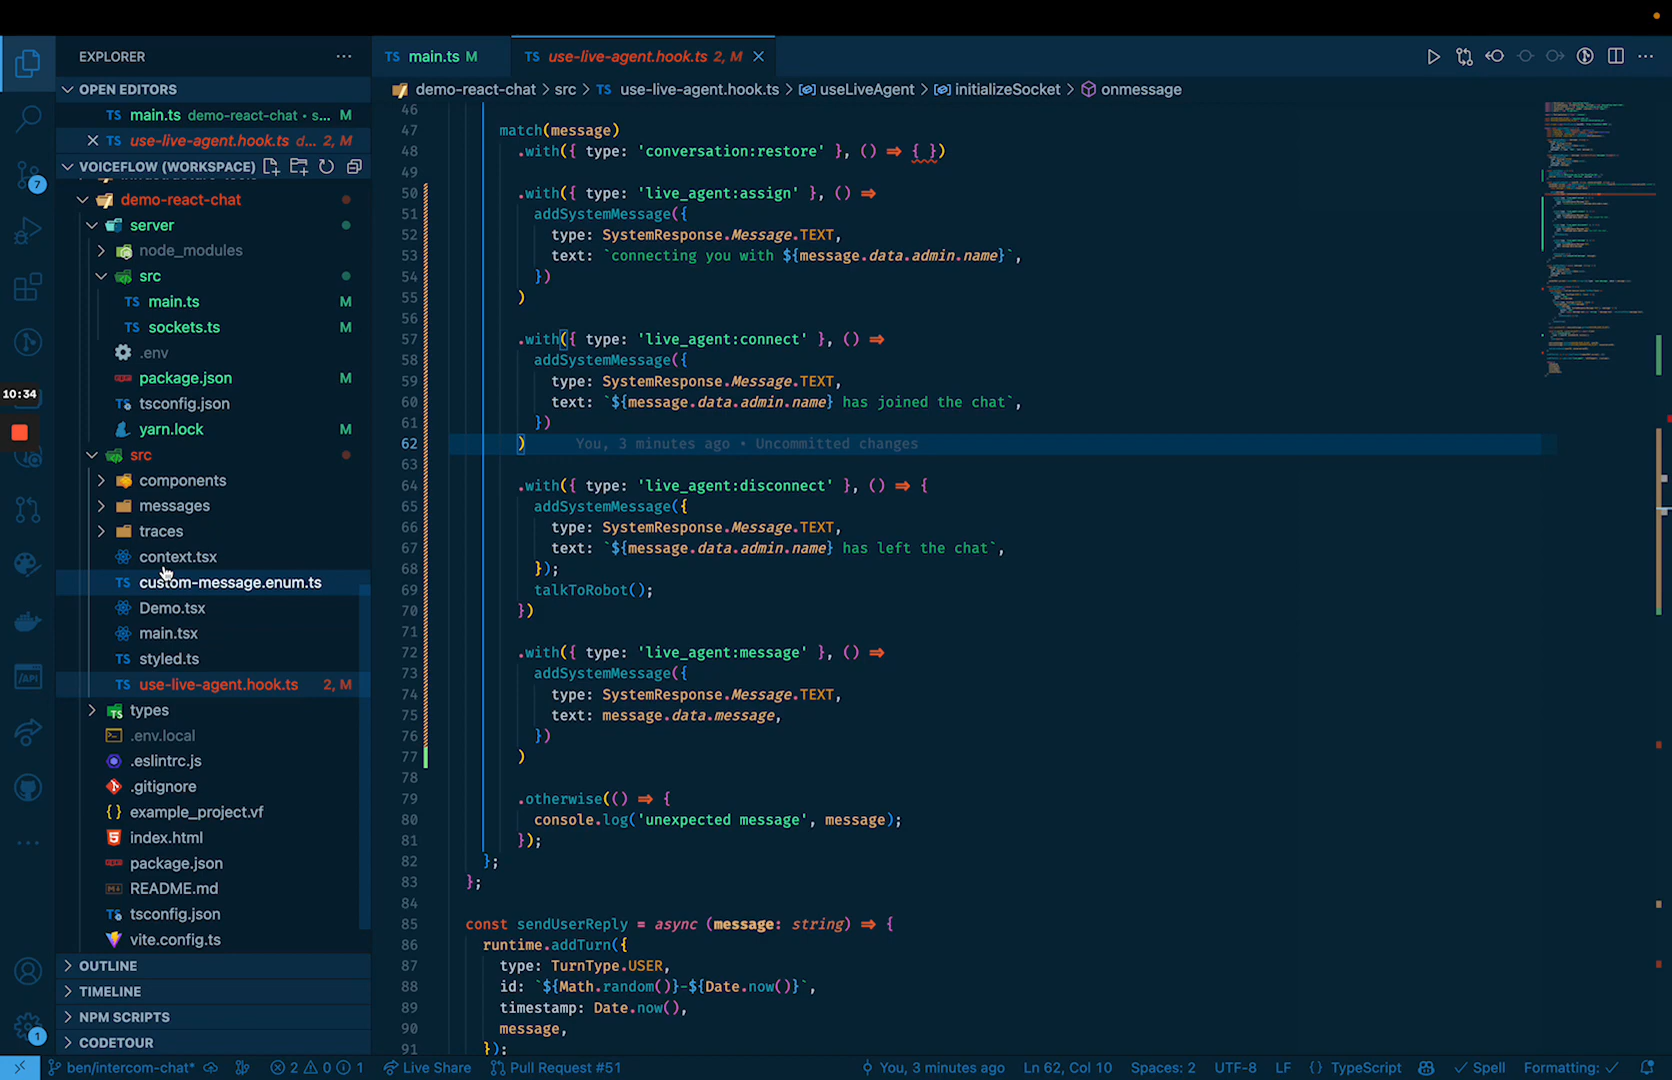 EXPLORER
OPEN EDITORS
TS main.ts demo-react-chat • s... M
TS use-live-agent.hook.ts d... 2, M
VOICEFLOW (WORKSPACE)
demo-react-chat
server
node_modules
src
TS main.ts M
TS sockets.ts M
.env
package.json M
tsconfig.json
yarn.lock M
src
components
messages
traces
context.tsx
TS custom-message.enum.ts
Demo.tsx
main.tsx
TS styled.ts
TS use-live-agent.hook.ts 2, M
types
.env.local
.eslintrc.js
.gitignore
example_project.vf
index.html
package.json
README.md
tsconfig.json
vite.config.ts
OUTLINE
TIMELINE
NPM SCRIPTS
CODETOUR
7
10:34
/API
1
TS main.ts M
TS use-live-agent.hook.ts 2, M
demo-react-chat > src > TS use-live-agent.hook.ts > useLiveAgent > initializeSocket > onmessage
46
47 match(message)
48 .with({ type: 'conversation:restore' }, () => { })
49
50 .with({ type: 'live_agent:assign' }, () =>
51 addSystemMessage({
52 type: SystemResponse.Message.TEXT,
53 text: `connecting you with ${message.data.admin.name}`,
54 })
55 )
56
57 .with({ type: 'live_agent:connect' }, () =>
58 addSystemMessage({
59 type: SystemResponse.Message.TEXT,
60 text: `${message.data.admin.name} has joined the chat`,
61 })
62 ) You, 3 minutes ago • Uncommitted changes
63
64 .with({ type: 'live_agent:disconnect' }, () => {
65 addSystemMessage({
66 type: SystemResponse.Message.TEXT,
67 text: `${message.data.admin.name} has left the chat`,
68 });
69 talkToRobot();
70 })
71
72 .with({ type: 'live_agent:message' }, () =>
73 addSystemMessage({
74 type: SystemResponse.Message.TEXT,
75 text: message.data.message,
76 })
77 )
78
79 .otherwise(() => {
80 console.log('unexpected message', message);
81 });
82 };
83 };
84
85 const sendUserReply = async (message: string) => {
86 runtime.addTurn({
87 type: TurnType.USER,
88 id: `${Math.random()}-${Date.now()}`,
89 timestamp: Date.now(),
90 message,
91 });
ben/intercom-chat* 2 0 1 Live Share Pull Request #51 You, 3 minutes ago Ln 62, Col 10 Spaces: 2 UTF-8 LF { } TypeScript Spell Formatting: ✓